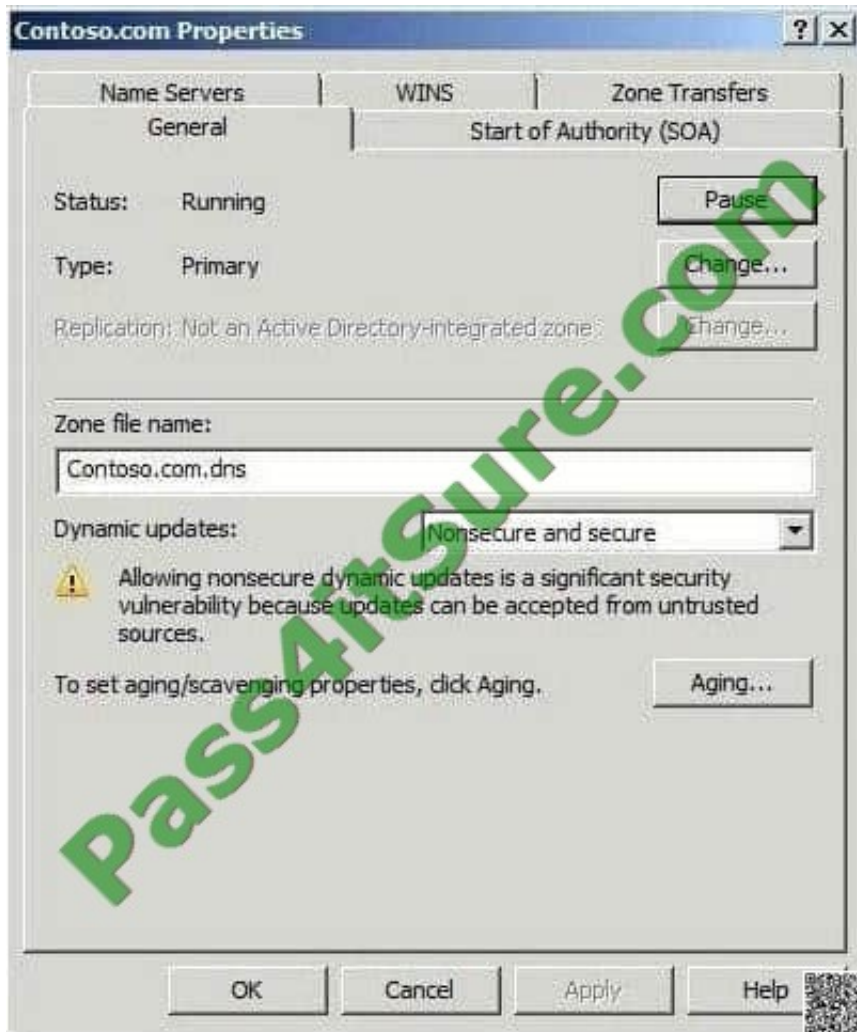 Contoso.com Properties
? X
Name Servers
WINS
Zone Transfers
General
Start of Authority (SOA)
Status: Running
Pause
Type: Primary
Change...
Replication: Not an Active Directory-integrated zone
Change...
Zone file name:
Contoso.com.dns
Dynamic updates:
Nonsecure and secure
Allowing nonsecure dynamic updates is a significant security
vulnerability because updates can be accepted from untrusted
sources.
To set aging/scavenging properties, click Aging.
Aging...
OK
Cancel
Apply
Help
Pass4itSure.com